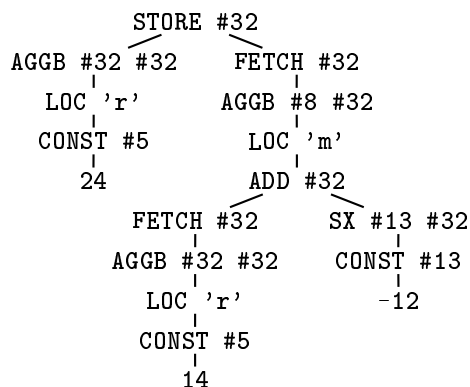 STORE #32
AGGB #32 #32 FETCH #32
LOC 'r' AGGB #8 #32
CONST #5 LOC 'm'
24 ADD #32
FETCH #32 SX #13 #32
AGGB #32 #32 CONST #13
LOC 'r' -12
CONST #5
14